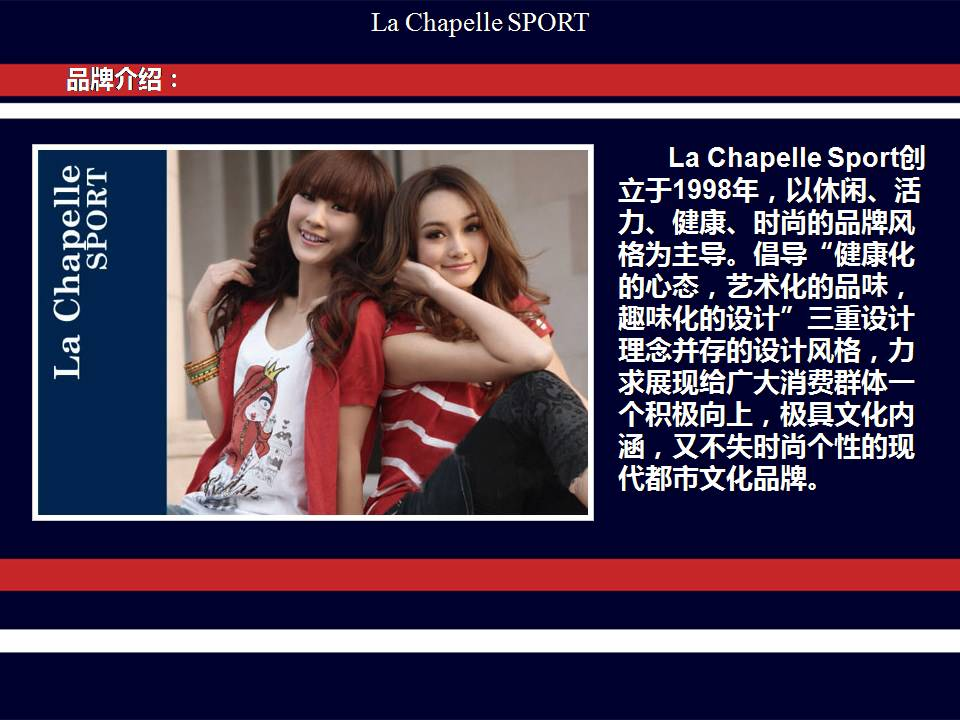 La Chapelle SPORT
品牌介绍：
La Chapelle
SPORT
La Chapelle Sport创
立于1998年，以休闲、活
力、健康、时尚的品牌风
格为主导。倡导“健康化
的心态，艺术化的品味，
趣味化的设计”三重设计
理念并存的设计风格，力
求展现给广大消费群体一
个积极向上，极具文化内
涵，又不失时尚个性的现
代都市文化品牌。